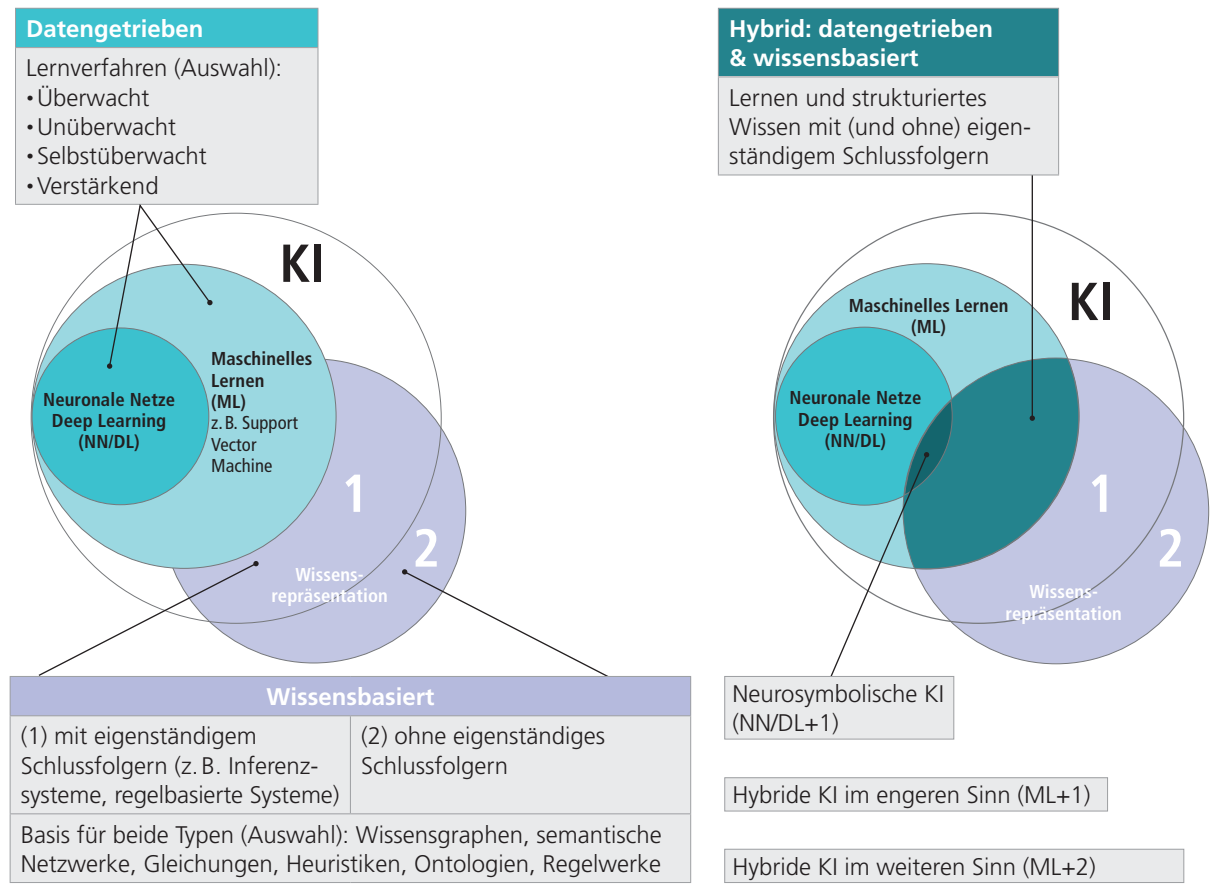 Datengetrieben
Lernverfahren (Auswahl):
• Überwacht
• Unüberwacht
• Selbstüberwacht
• Verstärkend
KI
Maschinelles
Lernen
(ML)
z. B. Support
Vector
Machine
Neuronale Netze
Deep Learning
(NN/DL)
1
2
Wissens-
repräsentation
Wissensbasiert
(1) mit eigenständigem
Schlussfolgern (z. B. Inferenz-
systeme, regelbasierte Systeme)
(2) ohne eigenständiges
Schlussfolgern
Basis für beide Typen (Auswahl): Wissensgraphen, semantische
Netzwerke, Gleichungen, Heuristiken, Ontologien, Regelwerke
Hybrid: datengetrieben
& wissensbasiert
Lernen und strukturiertes
Wissen mit (und ohne) eigen-
ständigem Schlussfolgern
KI
Maschinelles Lernen
(ML)
Neuronale Netze
Deep Learning
(NN/DL)
1
2
Wissens-
repräsentation
Neurosymbolische KI
(NN/DL+1)
Hybride KI im engeren Sinn (ML+1)
Hybride KI im weiteren Sinn (ML+2)